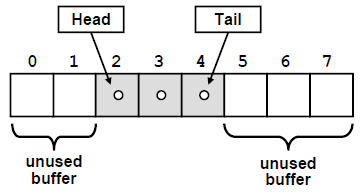 Head Tail
0 1 2 3 4 5 6 7
unused unused
buffer buffer